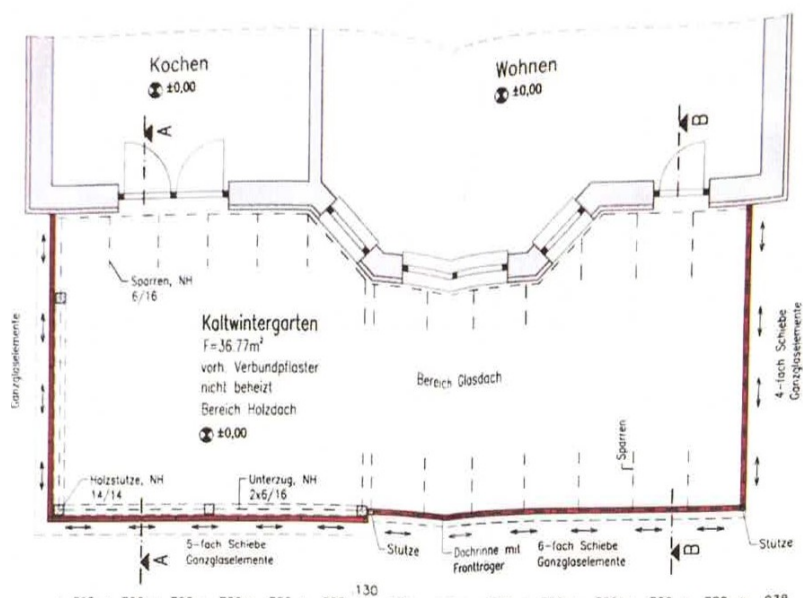 Kochen
±0,00
Wohnen
±0,00
A
B
Sparren, NH
6/16
Ganzglaselemente
Kaltwintergarten
F=36.77m²
vorh. Verbundpflaster
nicht beheizt
Bereich Holzdach
±0,00
Bereich Glasdach
4-fach Schiebe
Ganzglaselemente
Sparren
Holzstütze, NH
14/14
Unterzug, NH
2x6/16
A
5-fach Schiebe
Ganzglaselemente
Stütze
Dachrinne mit
Frontträger
6-fach Schiebe
Ganzglaselemente
B
Stütze
.130